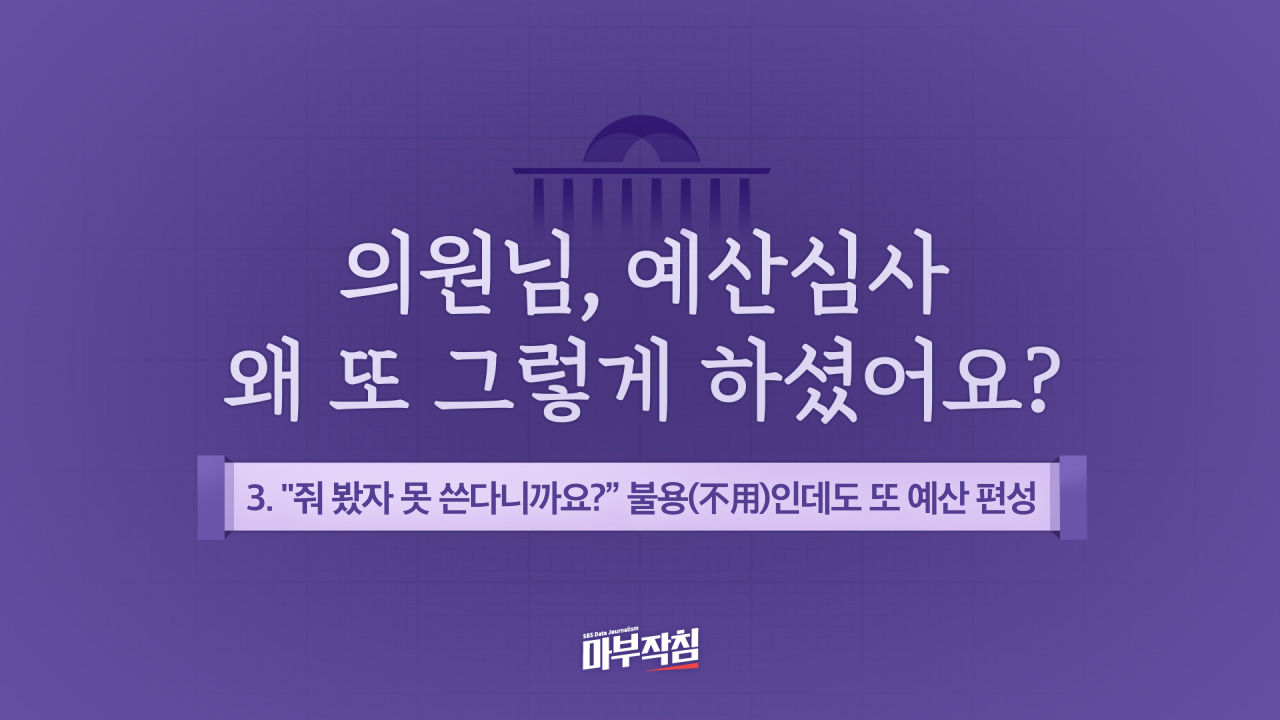 의원님, 예산심사
왜 또 그렇게 하셨어요?
3. "줘 봤자 못 쓴다니까요?” 불용(不用)인데도 또 예산 편성
SBS Data Journalism
마부작침